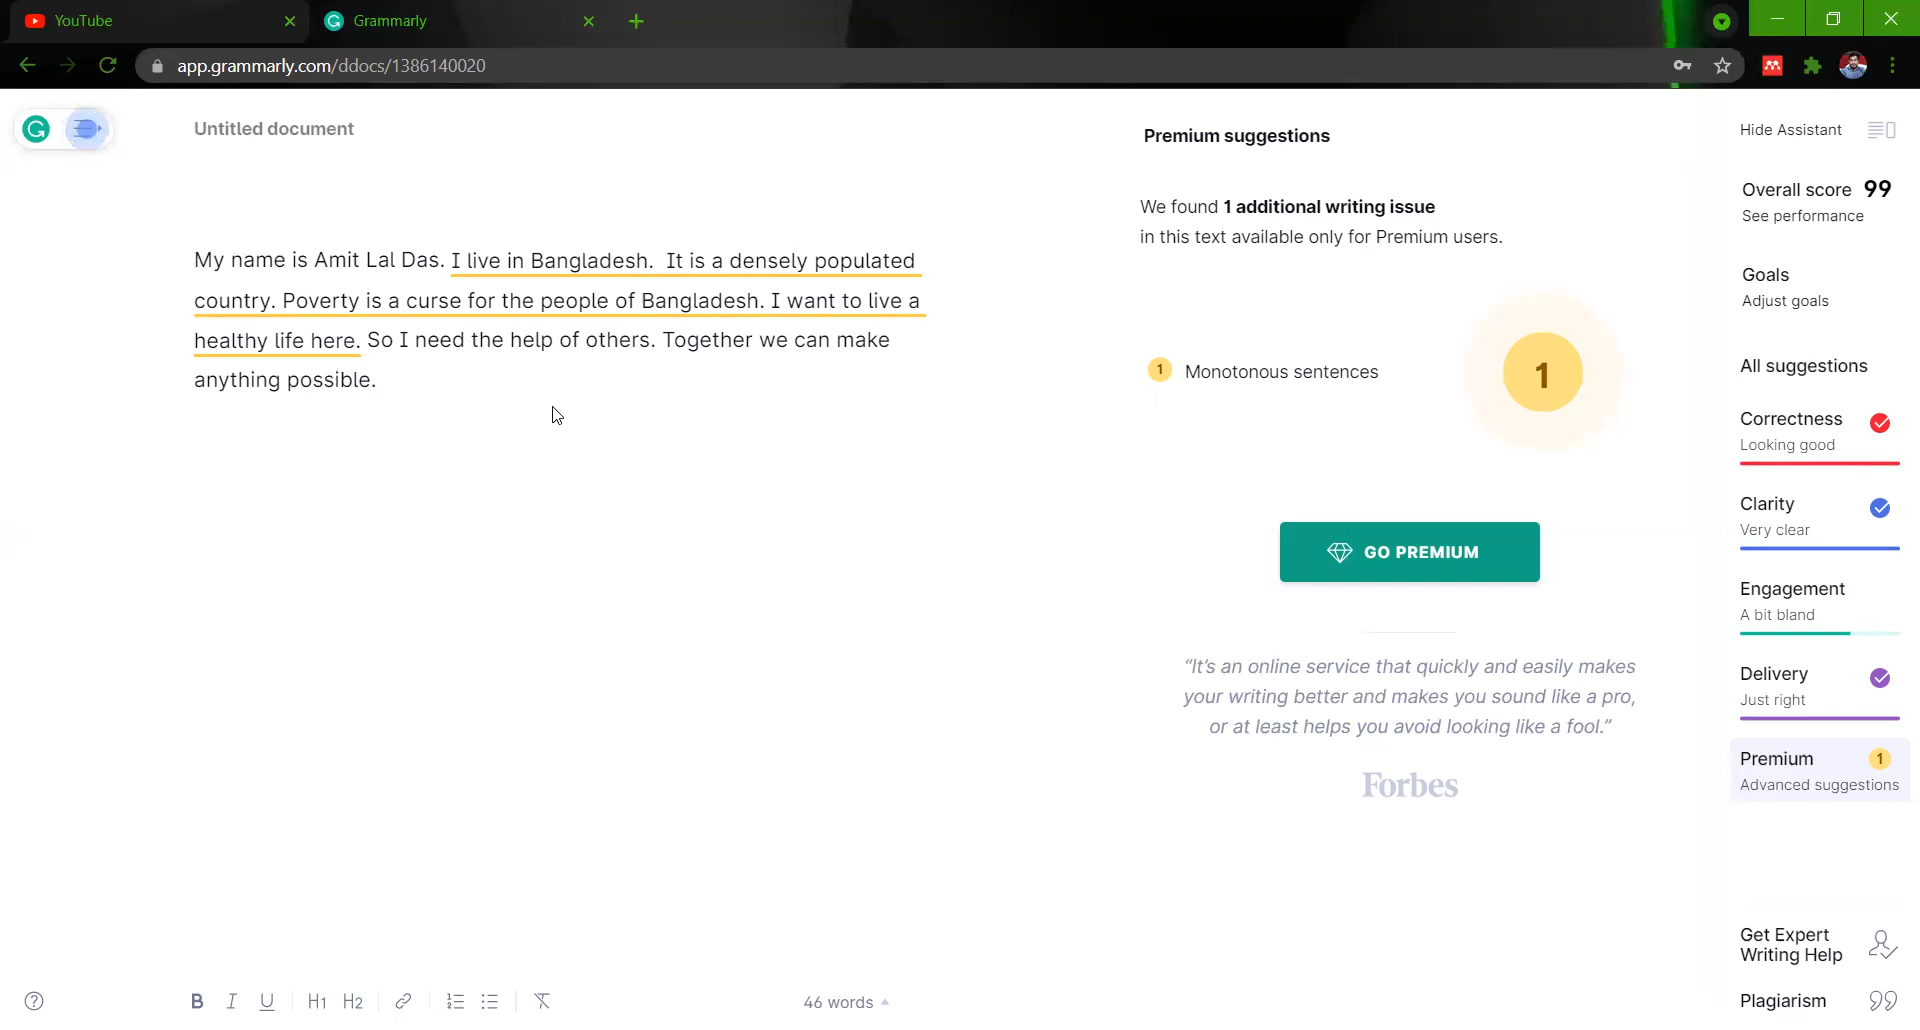 YouTube
Grammarly
app.grammarly.com/ddocs/1386140020
Untitled document
My name is Amit Lal Das. I live in Bangladesh.  It is a densely populated
country. Poverty is a curse for the people of Bangladesh. I want to live a
healthy life here. So I need the help of others. Together we can make
anything possible.
B I U H1 H2
46 words
Premium suggestions
We found 1 additional writing issue
in this text available only for Premium users.
1 Monotonous sentences
1
GO PREMIUM
“It’s an online service that quickly and easily makes
your writing better and makes you sound like a pro,
or at least helps you avoid looking like a fool.”
Forbes
Hide Assistant
Overall score 99
See performance
Goals
Adjust goals
All suggestions
Correctness
Looking good
Clarity
Very clear
Engagement
A bit bland
Delivery
Just right
Premium 1
Advanced suggestions
Get Expert
Writing Help
Plagiarism